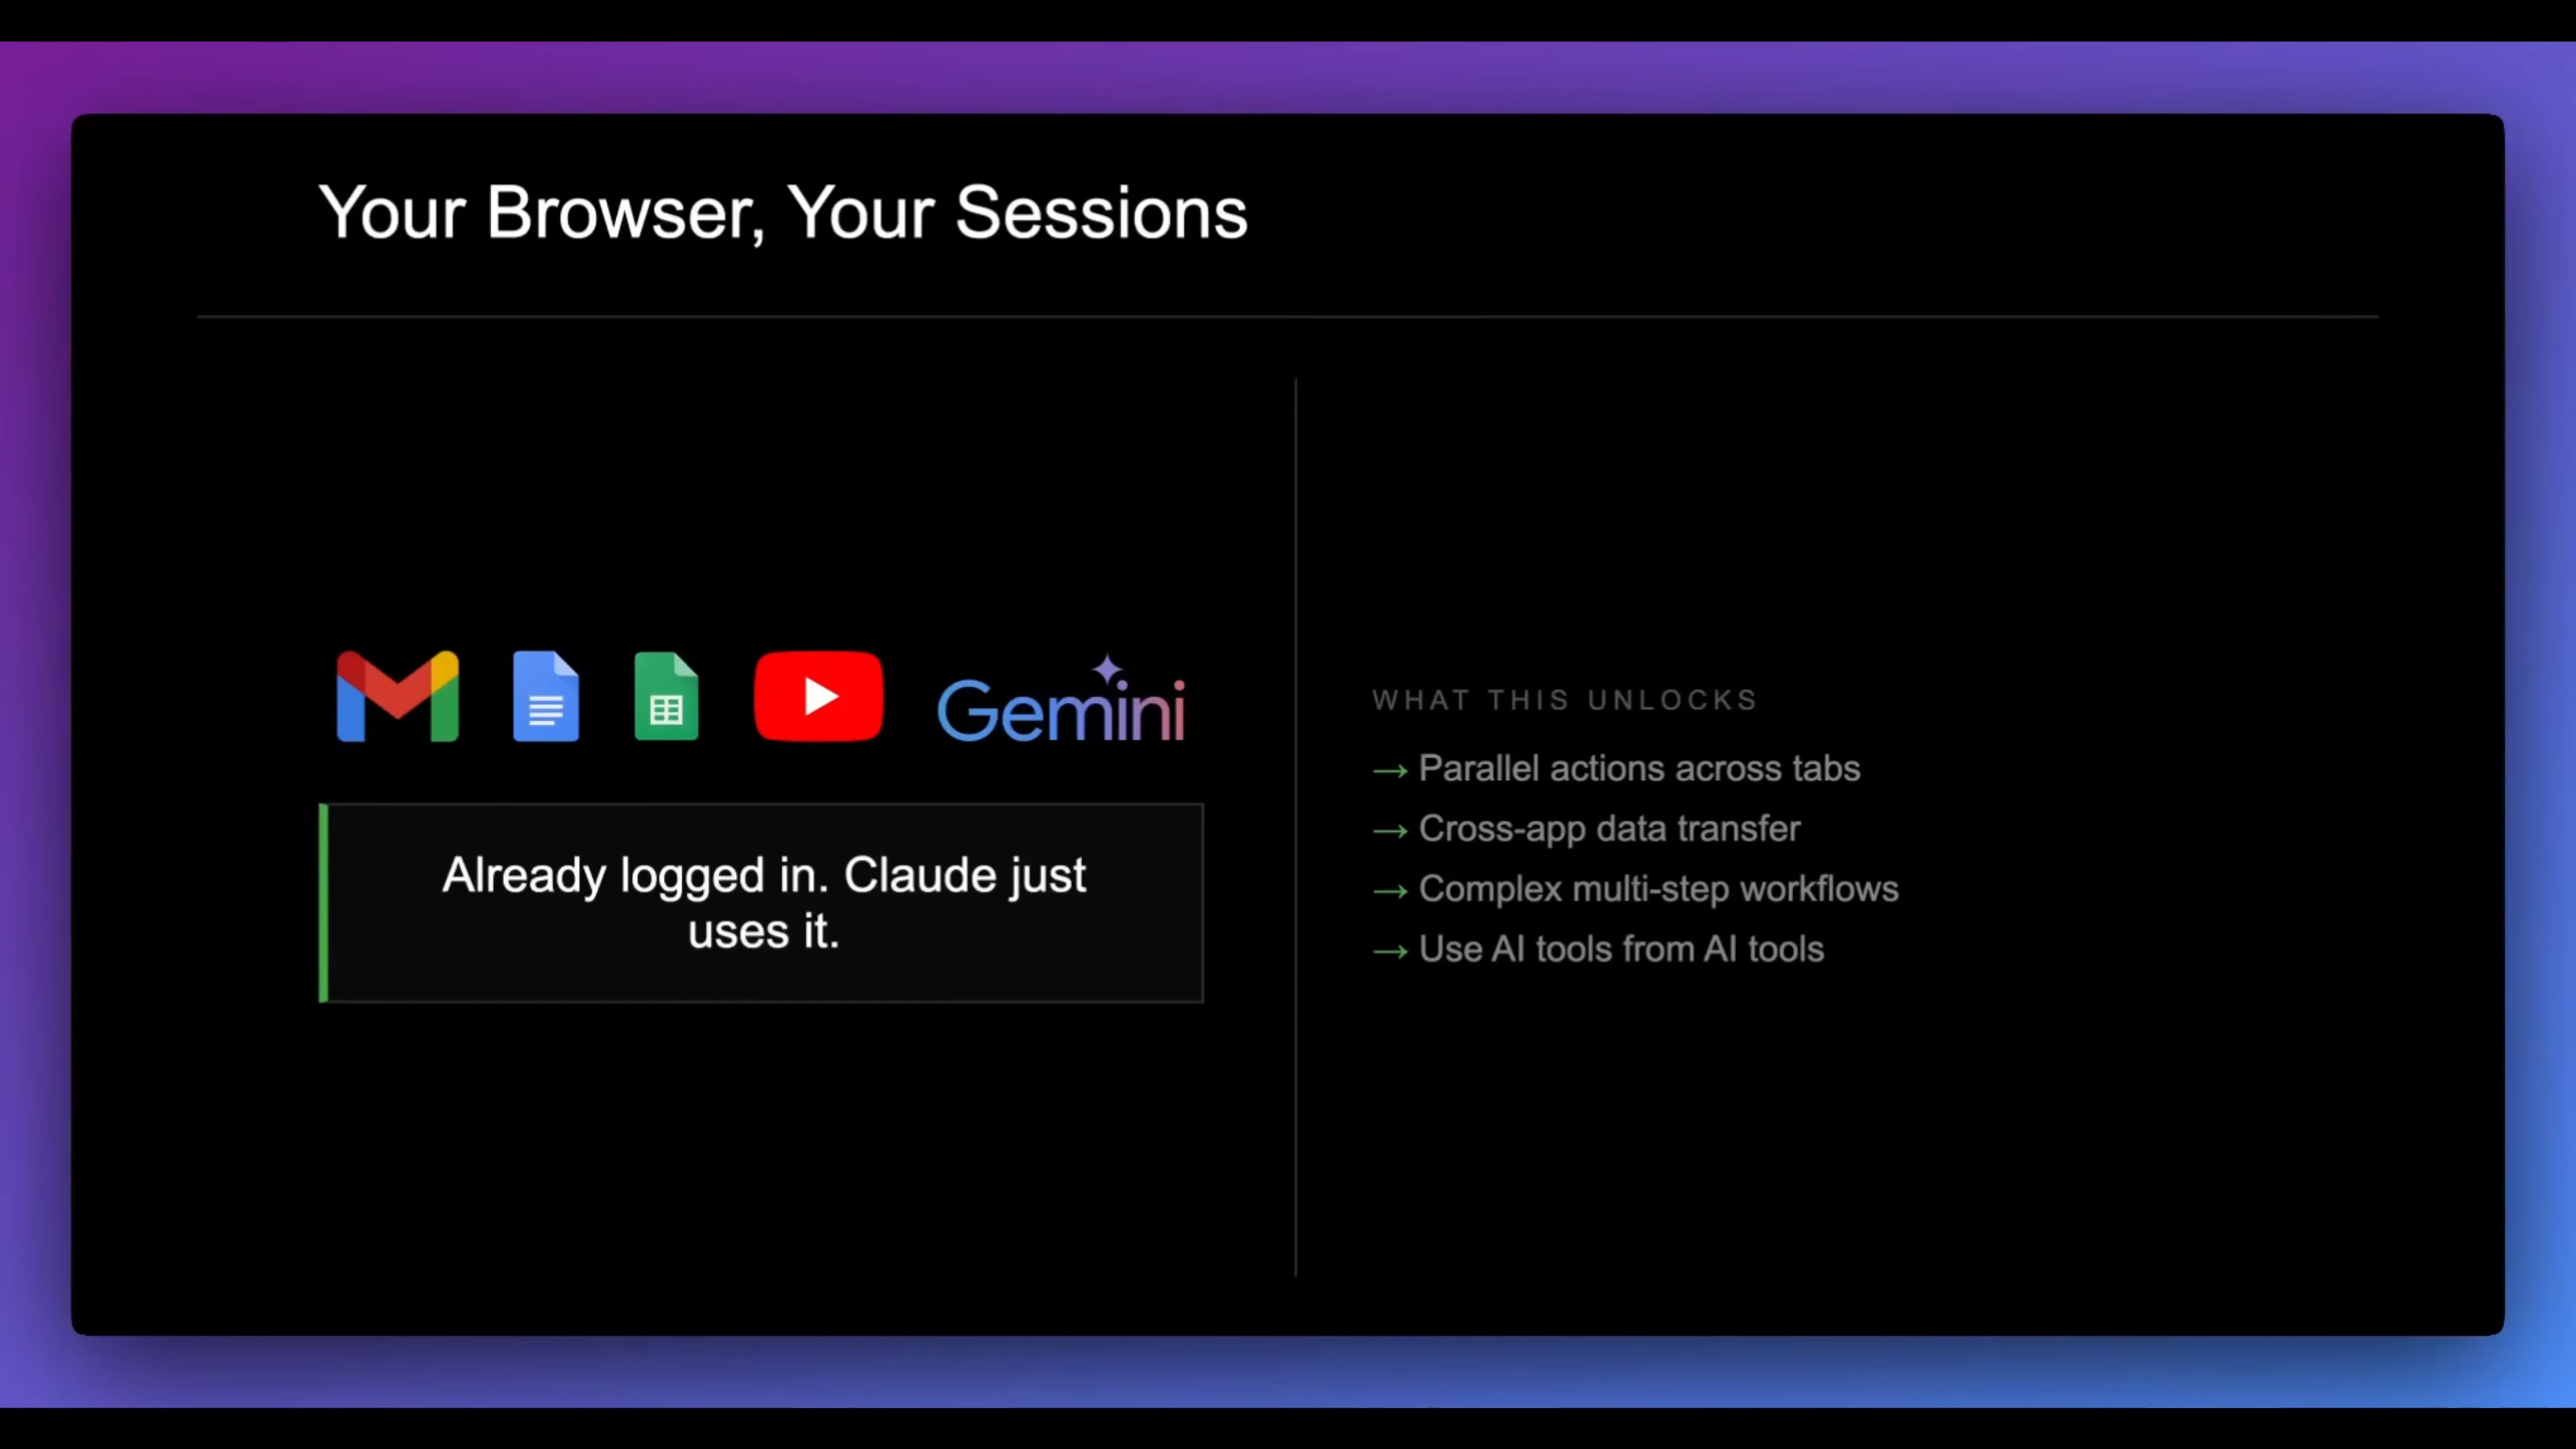 Your Browser, Your Sessions
Gemini
Already logged in. Claude just
uses it.
WHAT THIS UNLOCKS
→ Parallel actions across tabs
→ Cross-app data transfer
→ Complex multi-step workflows
→ Use AI tools from AI tools